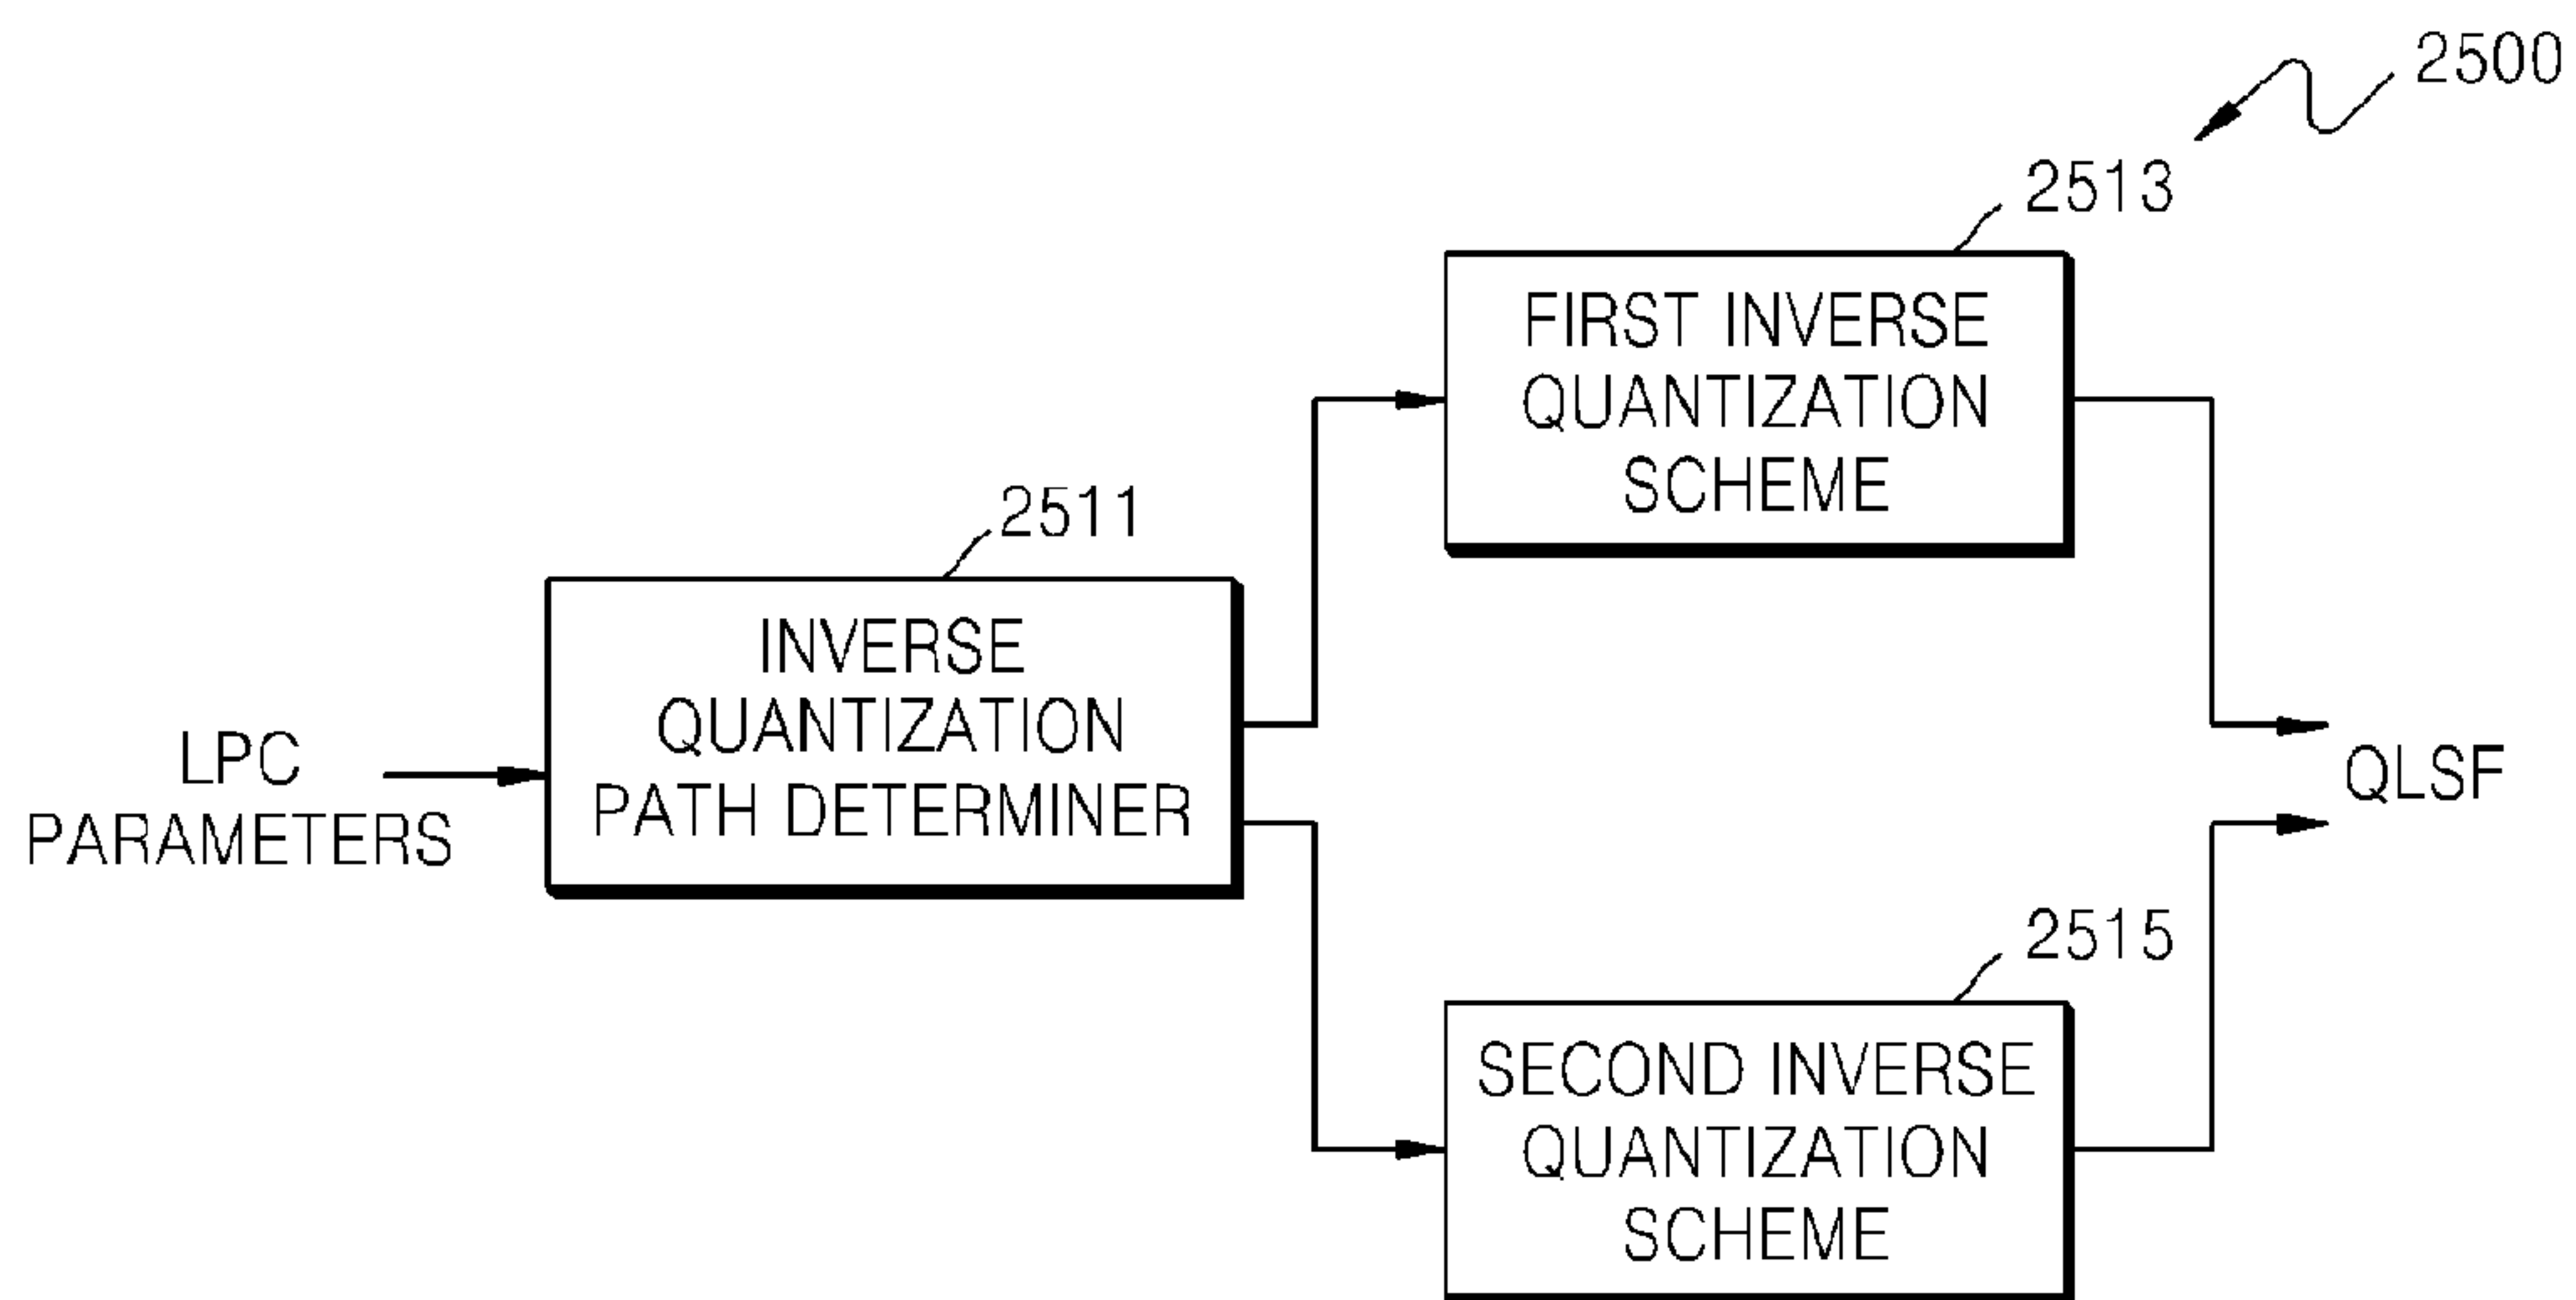 2500
2513
FIRST INVERSE
QUANTIZATION
SCHEME
2511
INVERSE
QUANTIZATION
PATH DETERMINER
LPC
PARAMETERS
QLSF
2515
SECOND INVERSE
QUANTIZATION
SCHEME